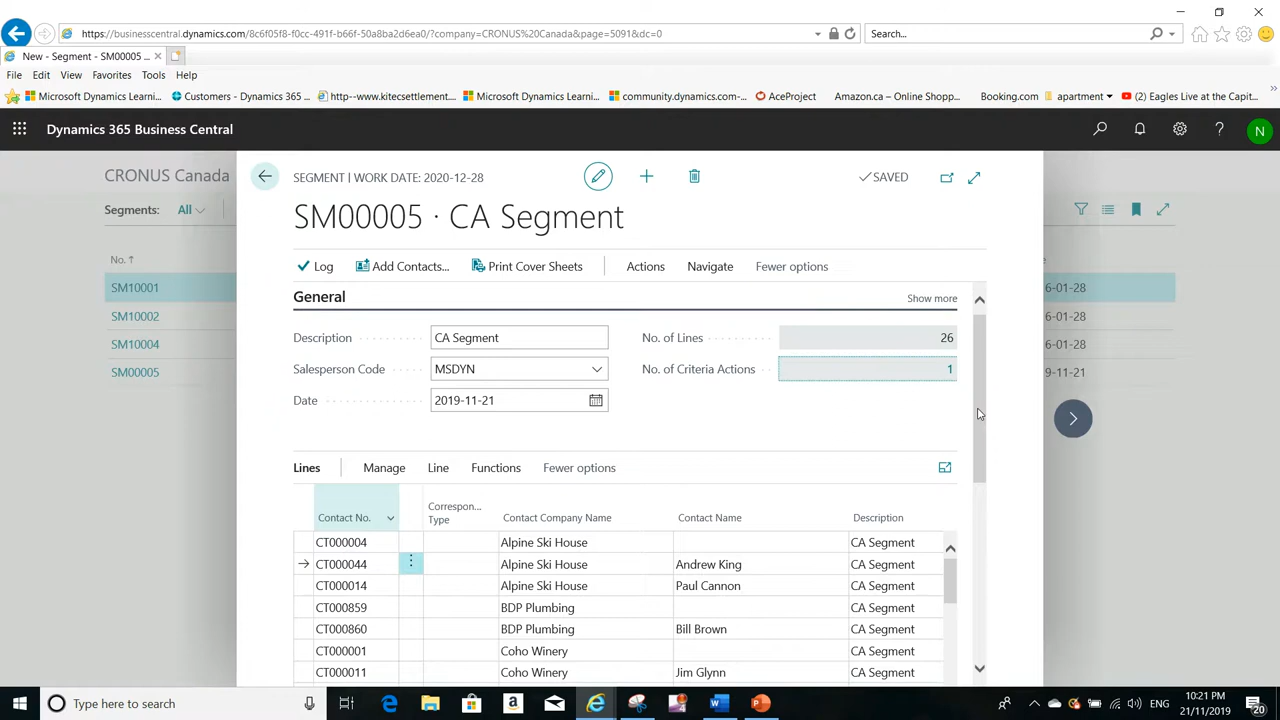 https://businesscentral.dynamics.com/8c6f05f8-f0cc-491f-b66f-50a8ba2d6ea0/?company=CRONUS%20Canada&page=5091&dc=0
Search...
New - Segment - SM00005 ...
File Edit View Favorites Tools Help
Microsoft Dynamics Learni... Customers - Dynamics 365 ... http--www.kitecsettlement.... Microsoft Dynamics Learni... community.dynamics.com-... AceProject Amazon.ca – Online Shopp... Booking.com apartment (2) Eagles Live at the Capit...
Dynamics 365 Business Central
N
CRONUS Canada
SEGMENT | WORK DATE: 2020-12-28
SAVED
Segments: All
SM00005 · CA Segment
No. ↑
Log Add Contacts... Print Cover Sheets Actions Navigate Fewer options
SM10001
6-01-28
General
Show more
SM10002
6-01-28
Description CA Segment No. of Lines 26
SM10004
6-01-28
Salesperson Code MSDYN No. of Criteria Actions 1
SM00005
9-11-21
Date 2019-11-21
Lines Manage Line Functions Fewer options
Contact No. Correspon... Type Contact Company Name Contact Name Description
CT000004 Alpine Ski House CA Segment
CT000044 Alpine Ski House Andrew King CA Segment
CT000014 Alpine Ski House Paul Cannon CA Segment
CT000859 BDP Plumbing CA Segment
CT000860 BDP Plumbing Bill Brown CA Segment
CT000001 Coho Winery CA Segment
CT000011 Coho Winery Jim Glynn CA Segment
Type here to search
ENG
10:21 PM
21/11/2019
20